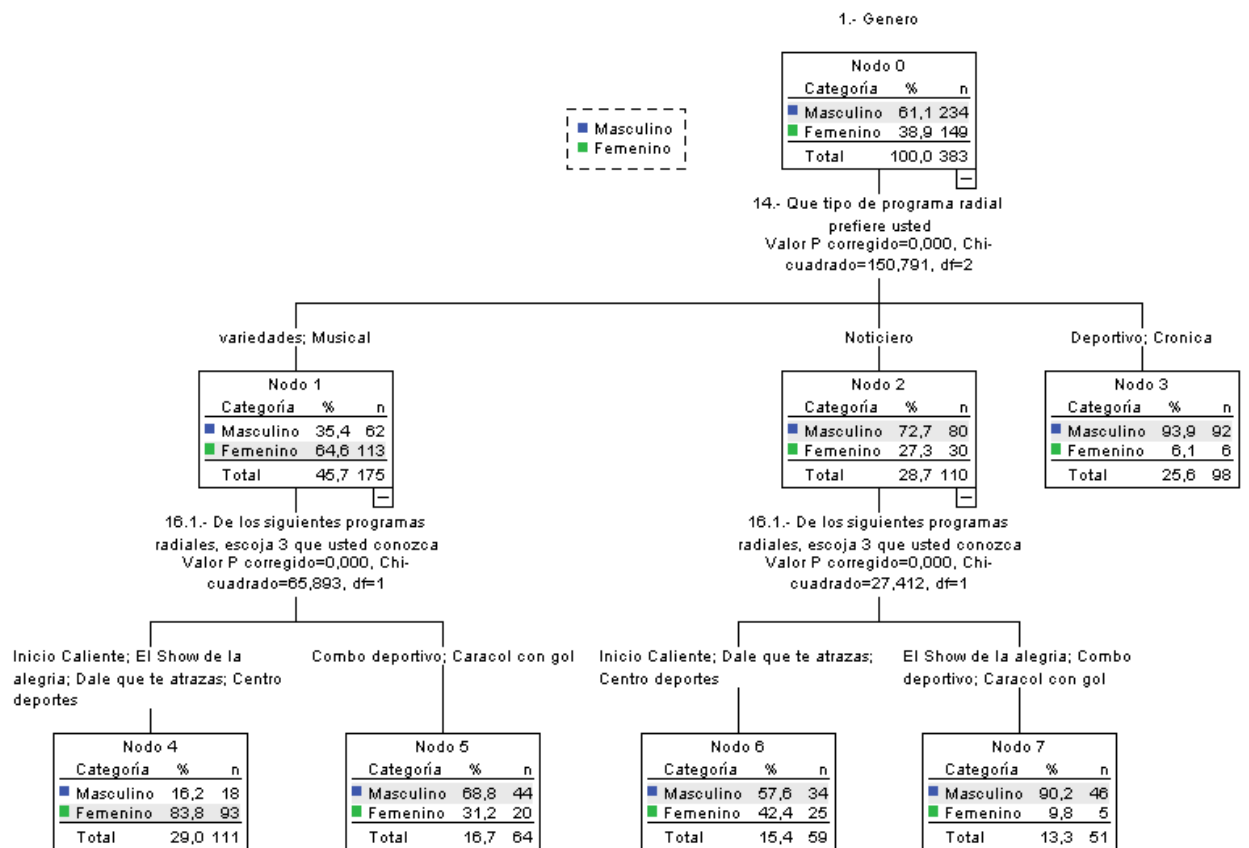 1.- Genero
Nodo 0
Categoría % n
Masculino 61,1 234
Femenino 38,9 149
Total 100,0 383
Masculino
Femenino
14.- Que tipo de programa radial
prefiere usted
Valor P corregido=0,000, Chi-
cuadrado=150,791, df=2
variedades; Musical
Noticiero
Deportivo; Cronica
Nodo 1
Categoría % n
Masculino 35,4 62
Femenino 64,6 113
Total 45,7 175
Nodo 2
Categoría % n
Masculino 72,7 80
Femenino 27,3 30
Total 28,7 110
Nodo 3
Categoría % n
Masculino 93,9 92
Femenino 6,1 6
Total 25,6 98
16.1.- De los siguientes programas
radiales, escoja 3 que usted conozca
Valor P corregido=0,000, Chi-
cuadrado=65,893, df=1
16.1.- De los siguientes programas
radiales, escoja 3 que usted conozca
Valor P corregido=0,000, Chi-
cuadrado=27,412, df=1
Inicio Caliente; El Show de la
alegria; Dale que te atrazas; Centro
deportes
Combo deportivo; Caracol con gol
Inicio Caliente; Dale que te atrazas;
Centro deportes
El Show de la alegria; Combo
deportivo; Caracol con gol
Nodo 4
Categoría % n
Masculino 16,2 18
Femenino 83,8 93
Total 29,0 111
Nodo 5
Categoría % n
Masculino 68,8 44
Femenino 31,2 20
Total 16,7 64
Nodo 6
Categoría % n
Masculino 57,6 34
Femenino 42,4 25
Total 15,4 59
Nodo 7
Categoría % n
Masculino 90,2 46
Femenino 9,8 5
Total 13,3 51